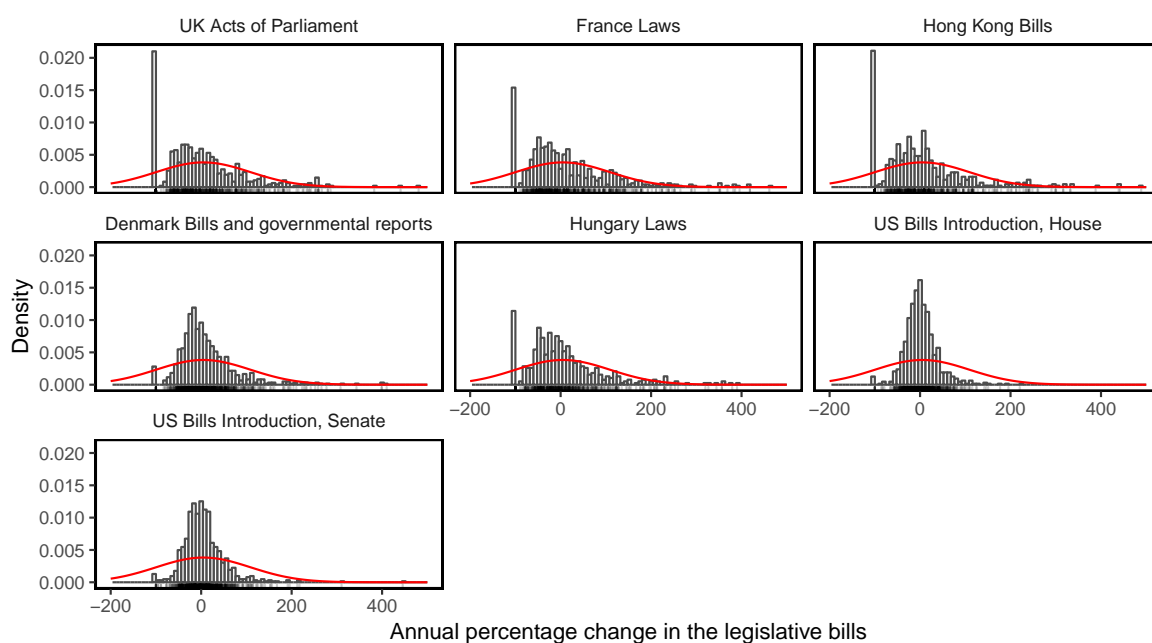 UK Acts of Parliament France Laws Hong Kong Bills
0.020
0.015
0.010
0.005
0.000
Denmark Bills and governmental reports Hungary Laws US Bills Introduction, House
0.020
0.015
0.010
0.005
0.000
−200 0 200 400 −200 0 200 400
US Bills Introduction, Senate
0.020
0.015
0.010
0.005
0.000
−200 0 200 400
Density
Annual percentage change in the legislative bills